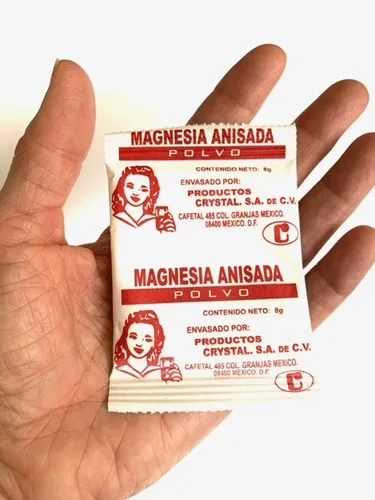 MAGNESIA ANISADA
POLVO
CONTENIDO NETO: 8g
ENVASADO POR:
PRODUCTOS
CRYSTAL. S.A. DE C.V.
CAFETAL 485 COL. GRANJAS MEXICO.
08400 MEXICO. D.F.
MAGNESIA ANISADA
POLVO
CONTENIDO NETO: 8g
ENVASADO POR:
PRODUCTOS
CRYSTAL. S.A. DE C.V.
CAFETAL 485 COL. GRANJAS MEXICO.
08400 MEXICO. D.F.